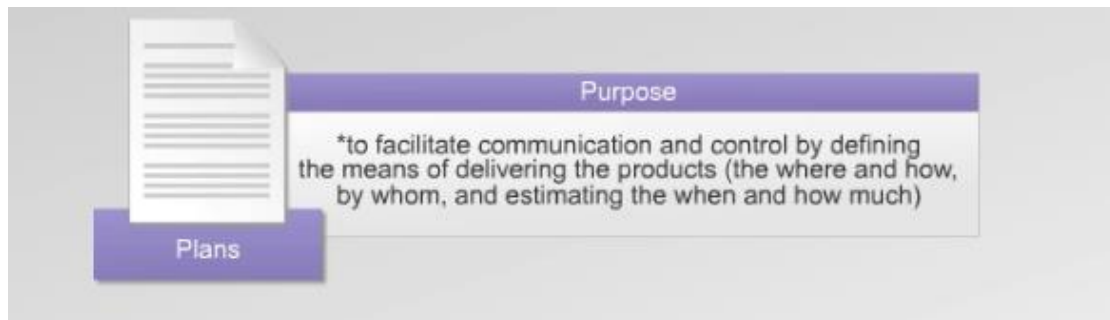 Purpose
*to facilitate communication and control by defining
the means of delivering the products (the where and how,
by whom, and estimating the when and how much)
Plans